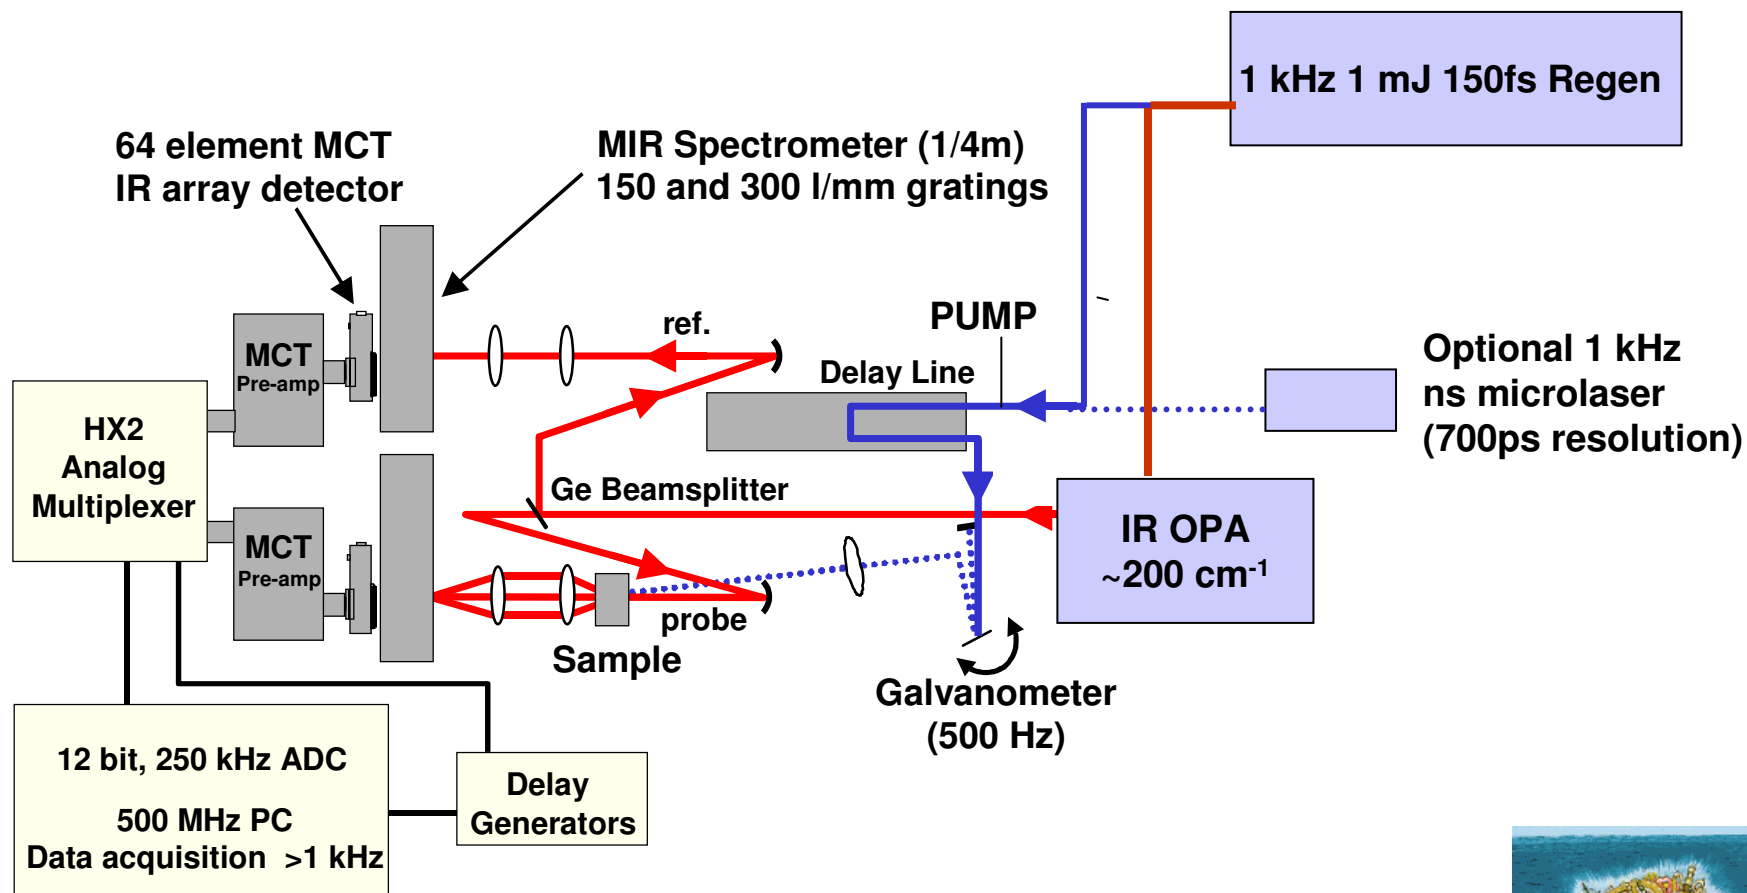 1 kHz 1 mJ 150fs Regen
64 element MCT
IR array detector
MIR Spectrometer (1/4m)
150 and 300 l/mm gratings
PUMP
ref.
Delay Line
Optional 1 kHz
ns microlaser
(700ps resolution)
MCT
Pre-amp
HX2
Analog
Multiplexer
Ge Beamsplitter
IR OPA
~200 cm-1
MCT
Pre-amp
probe
Sample
Galvanometer
(500 Hz)
12 bit, 250 kHz ADC
500 MHz PC
Data acquisition >1 kHz
Delay
Generators